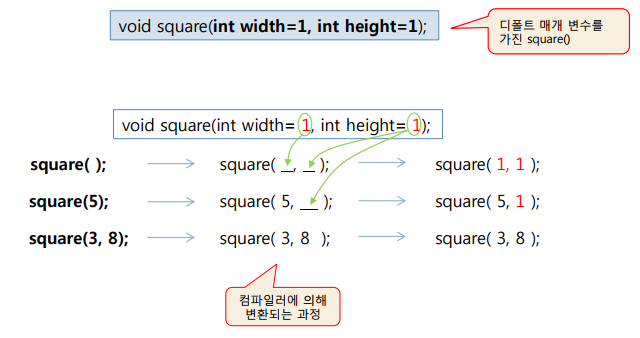 void square(int width=1, int height=1);
디폴트 매개 변수를
가진 square()
void square(int width= 1, int height= 1);
square( ); square( _, _ ); square( 1, 1 );
square(5); square( 5, __ ); square( 5, 1 );
square(3, 8); square( 3, 8 ); square( 3, 8 );
컴파일러에 의해
변환되는 과정